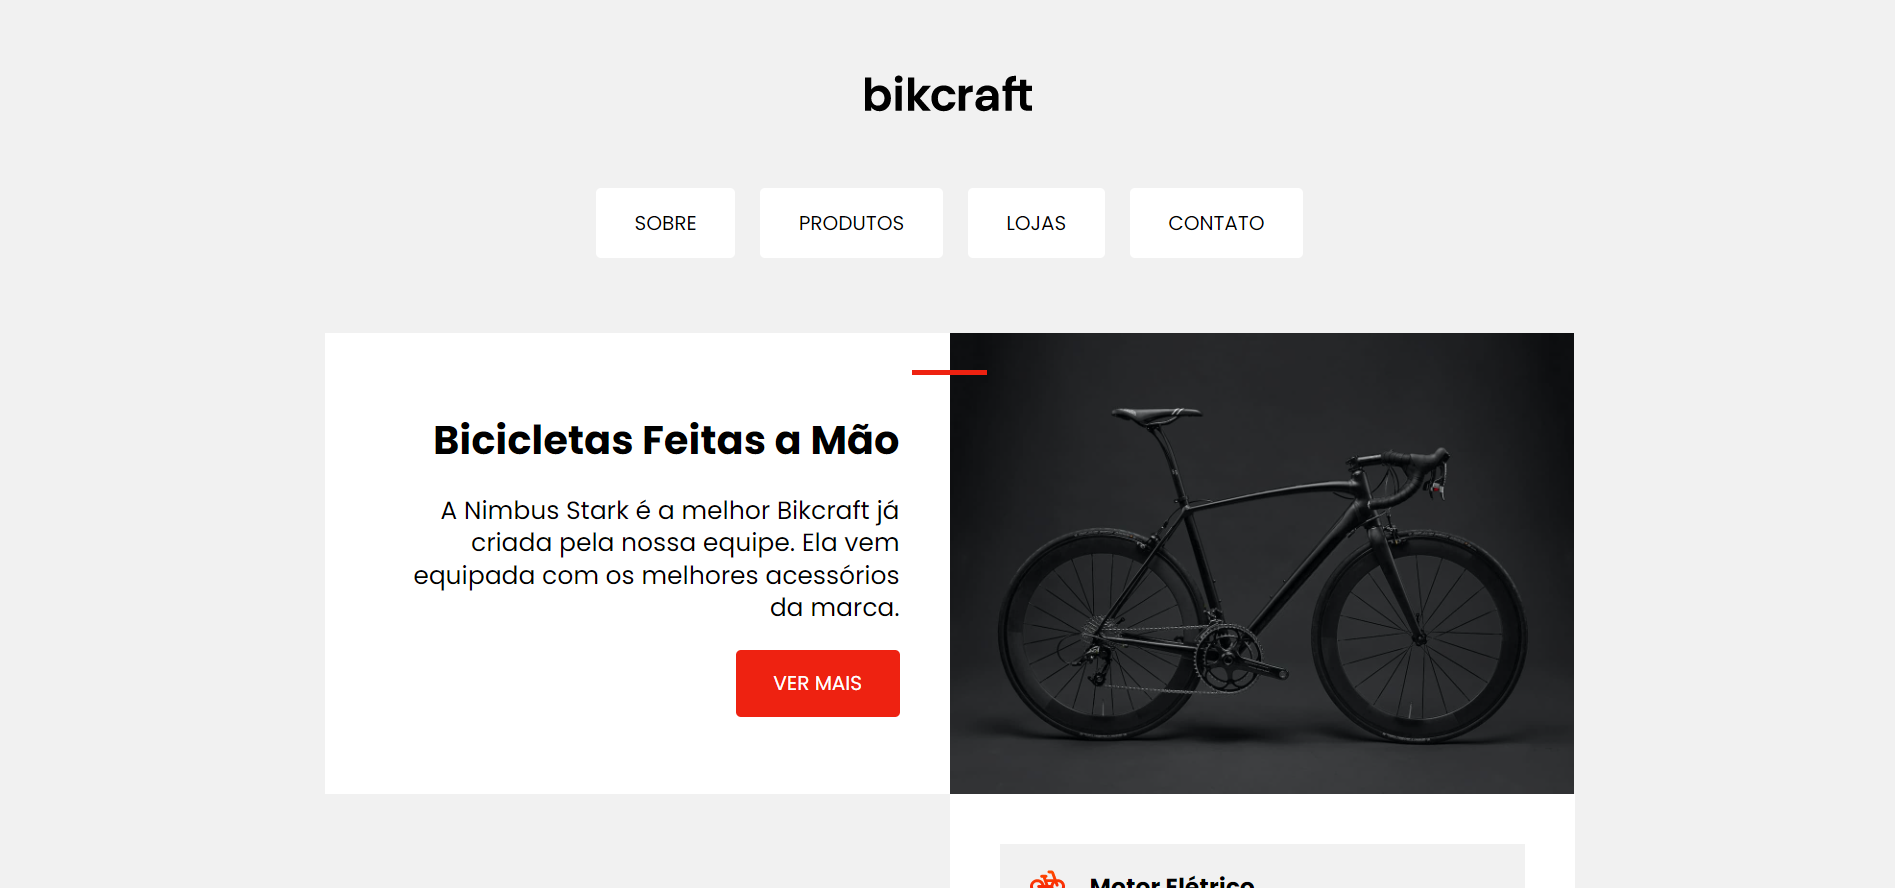 bikcraft
SOBRE
PRODUTOS
LOJAS
CONTATO
Bicicletas Feitas a Mão
A Nimbus Stark é a melhor Bikcraft já
criada pela nossa equipe. Ela vem
equipada com os melhores acessórios
da marca.
VER MAIS
Motor Elétrico